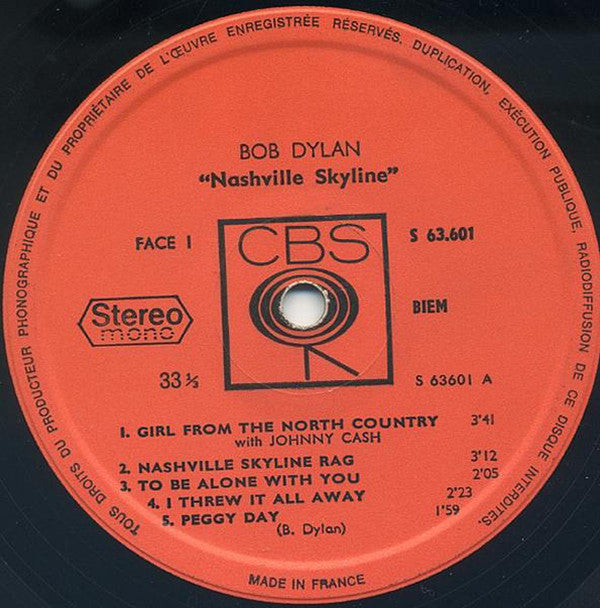 TOUS DROITS DU PRODUCTEUR PHONOGRAPHIQUE ET DU PROPRIÉTAIRE DE L'ŒUVRE ENREGISTRÉE RÉSERVÉS. DUPLICATION, EXÉCUTION PUBLIQUE, RADIODIFFUSION DE CE DISQUE INTERDITES.
BOB DYLAN
“Nashville Skyline”
FACE 1
CBS
S 63.601
Stereo
mono
BIEM
33 ⅓
S 63601 A
1. GIRL FROM THE NORTH COUNTRY 3'41
with JOHNNY CASH
2. NASHVILLE SKYLINE RAG 3'12
3. TO BE ALONE WITH YOU 2'05
4. I THREW IT ALL AWAY 2'23
5. PEGGY DAY 1'59
(B. Dylan)
MADE IN FRANCE